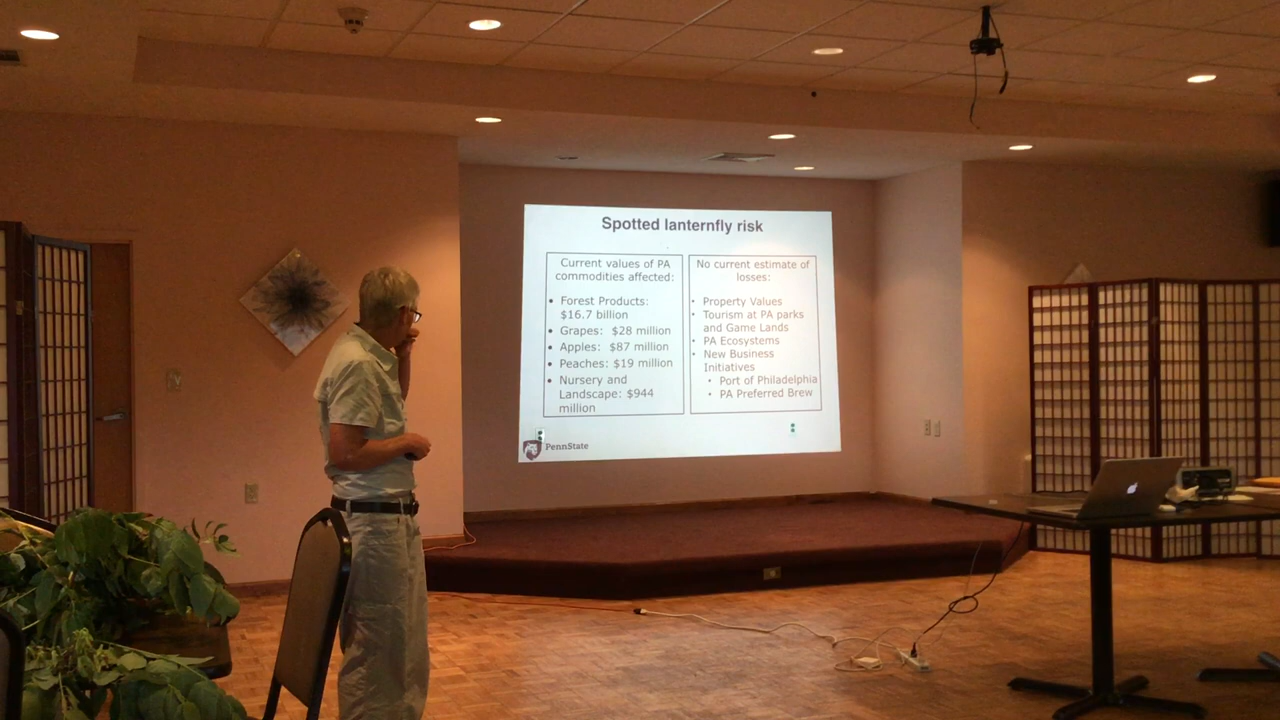 Spotted lanternfly risk
Current values of PA
commodities affected:
• Forest Products:
$16.7 billion
• Grapes: $28 million
• Apples: $87 million
• Peaches: $19 million
• Nursery and
Landscape: $944
million
No current estimate of
losses:
• Property Values
• Tourism at PA parks
and Game Lands
• PA Ecosystems
• New Business
Initiatives
• Port of Philadelphia
• PA Preferred Brew
PennState